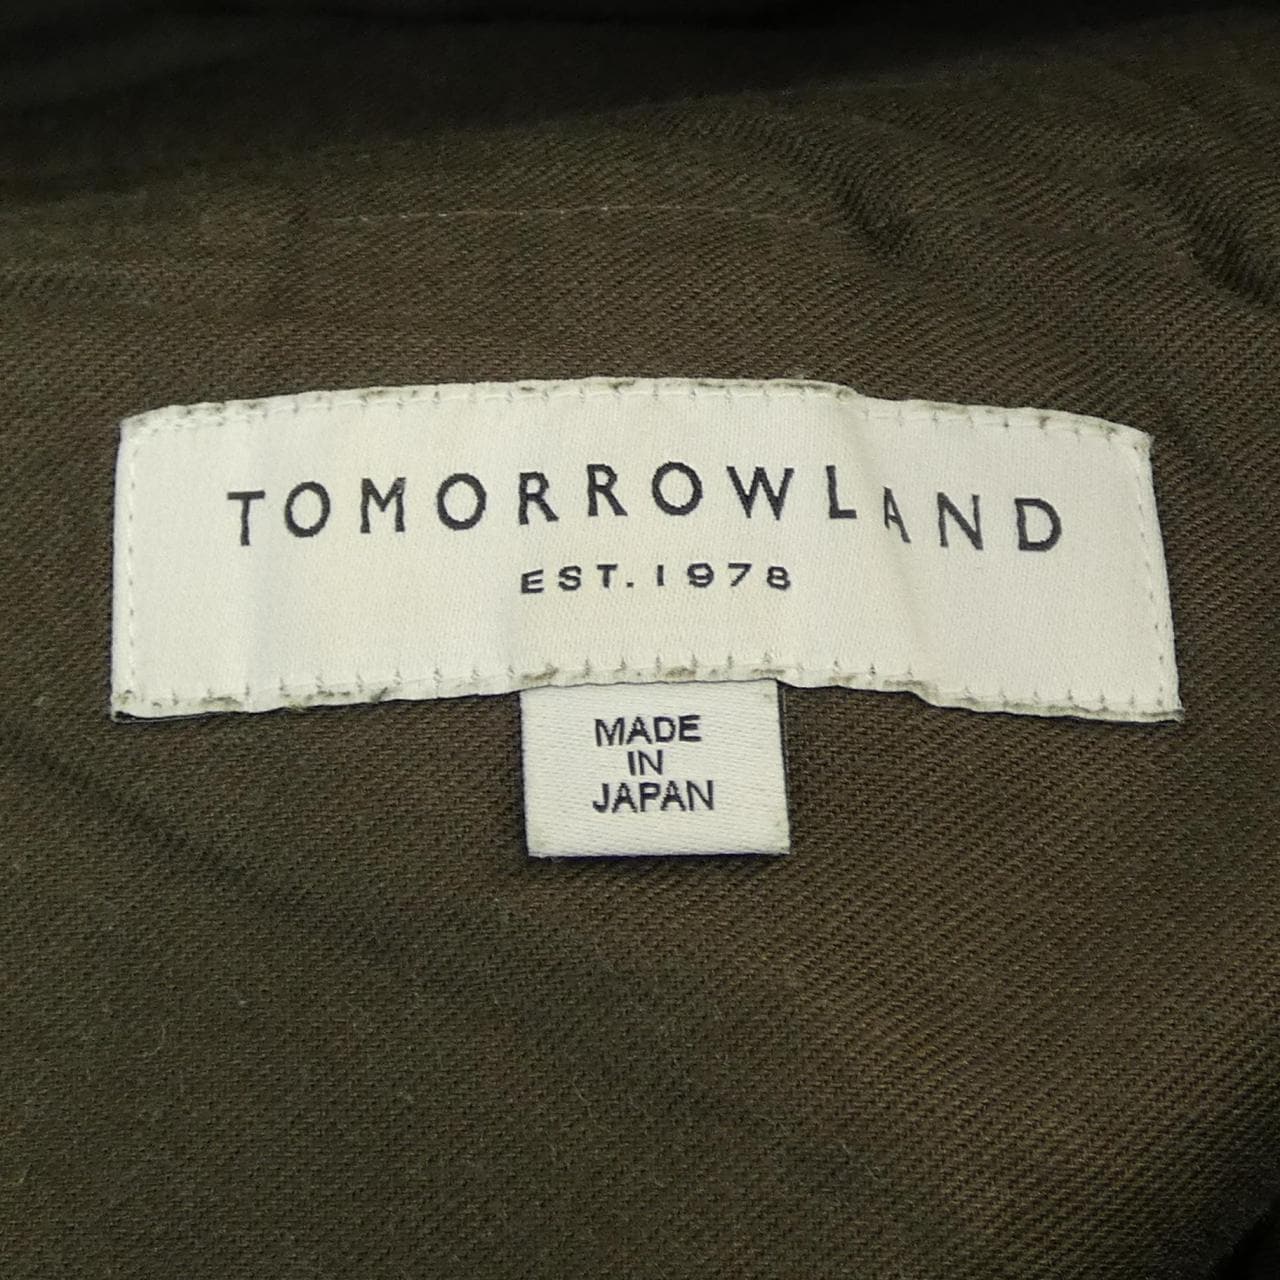 TOMORROWLAND
EST. 1978
MADE
IN
JAPAN